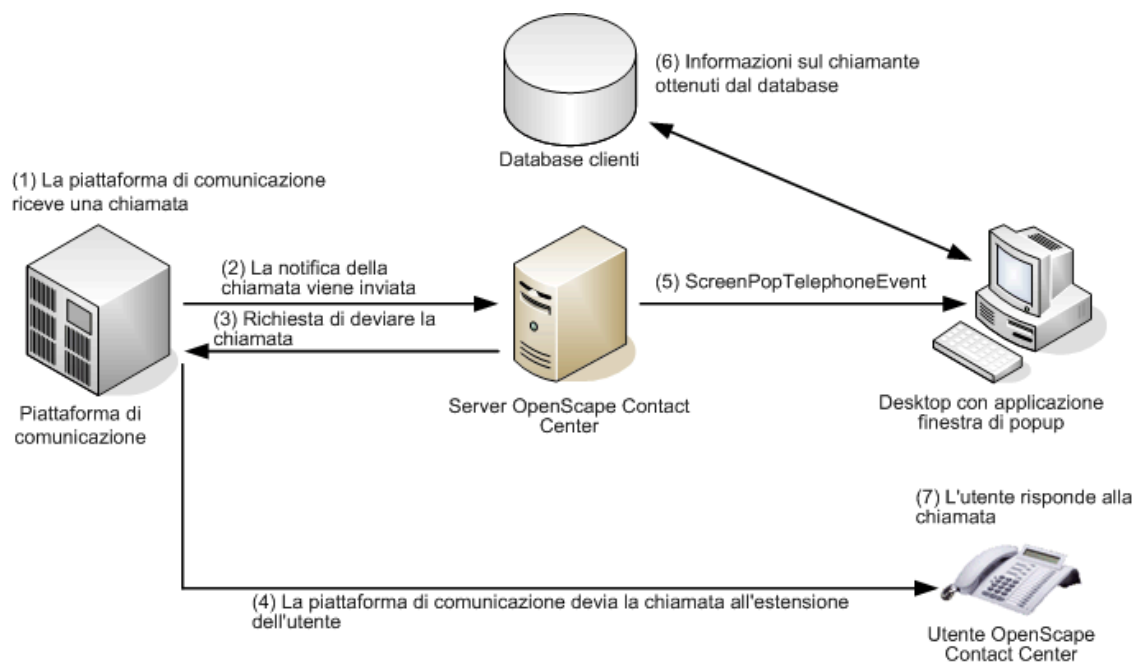 (6) Informazioni sul chiamante
ottenuti dal database
Database clienti
(1) La piattaforma di comunicazione
riceve una chiamata
(2) La notifica della
chiamata viene inviata
(3) Richiesta di deviare la
chiamata
(5) ScreenPopTelephoneEvent
Piattaforma di
comunicazione
Server OpenScape Contact
Center
Desktop con applicazione
finestra di popup
(7) L'utente risponde alla
chiamata
(4) La piattaforma di comunicazione devia la chiamata all'estensione
dell'utente
Utente OpenScape
Contact Center